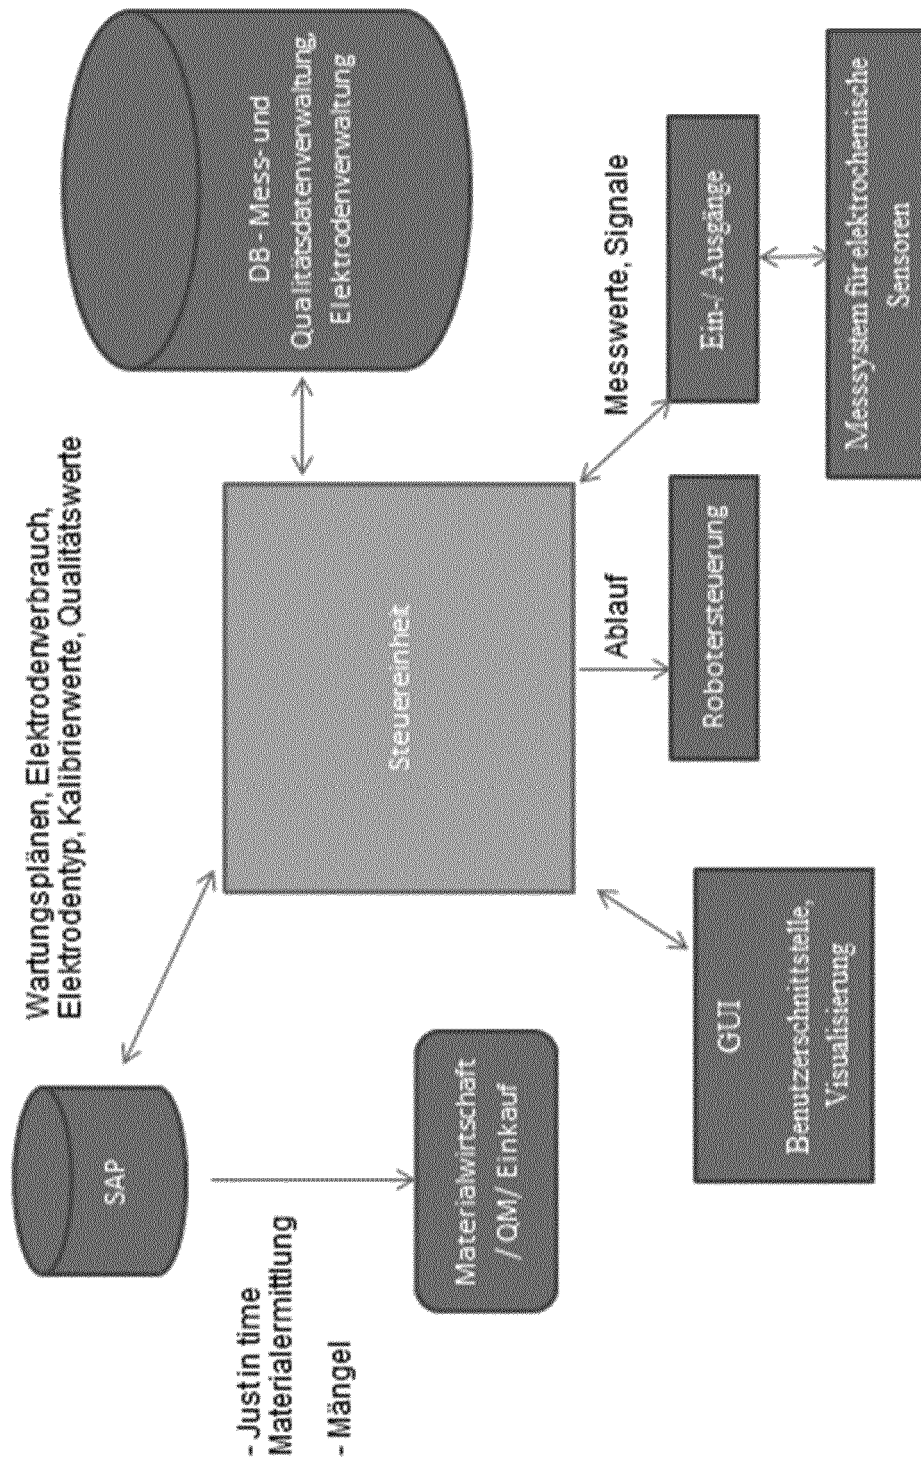 Wartungsplänen, Elektrodenverbrauch,
Elektrodentyp, Kalibrierwerte, Qualitätswerte
SAP
- Just in time
Materialermittlung
- Mängel
Materialwirtschaft
/ QM/ Einkauf
DB - Mess- und
Qualitätsdatenverwaltung,
Elektrodenverwaltung
Steuereinheit
GUI
Benutzerschnittstelle,
Visualisierung
Ablauf
Robotersteuerung
Messwerte, Signale
Ein-/ Ausgänge
Messsystem für elektrochemische
Sensoren